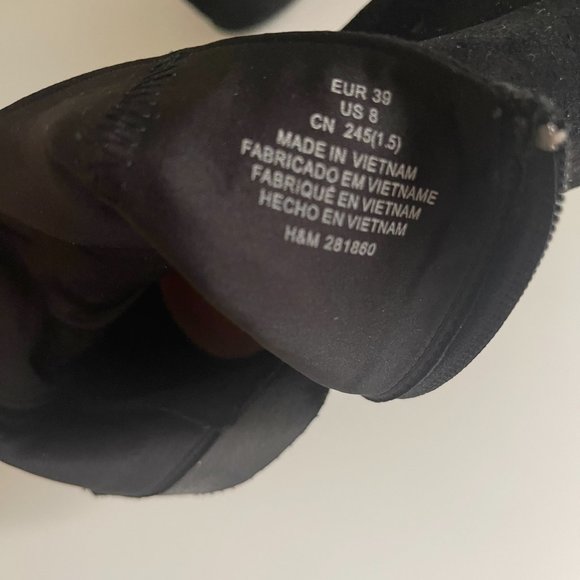 EUR 39
US 8
CN 245(1.5)
MADE IN VIETNAM
FABRICADO EM VIETNAME
FABRIQUÉ EN VIETNAM
HECHO EN VIETNAM
H&M 281860